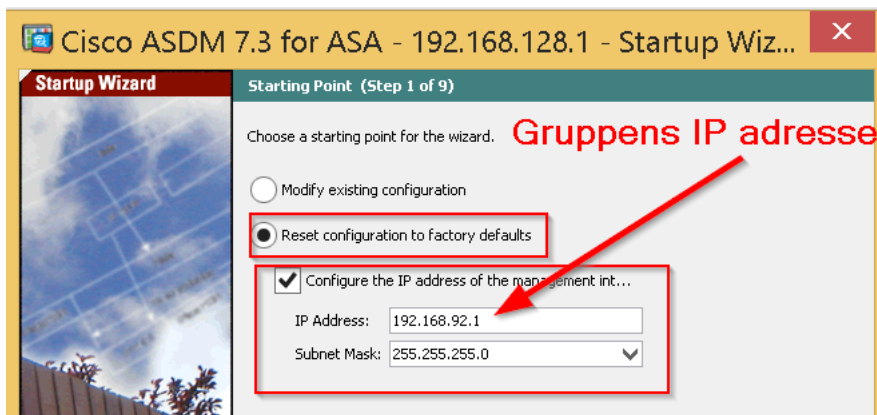 Cisco ASDM 7.3 for ASA - 192.168.128.1 - Startup Wiz...
Startup Wizard
Starting Point (Step 1 of 9)
Choose a starting point for the wizard.
Gruppens IP adresse
Modify existing configuration
Reset configuration to factory defaults
Configure the IP address of the management int...
IP Address: 192.168.92.1
Subnet Mask: 255.255.255.0